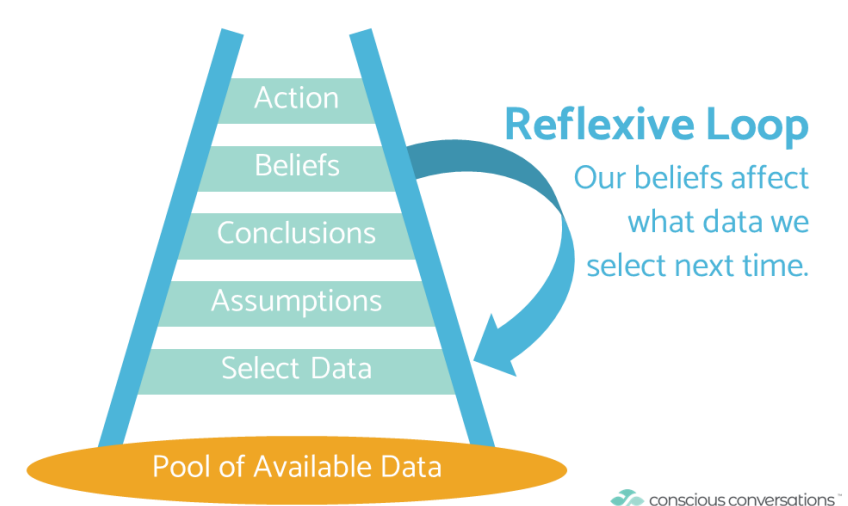 Action
Beliefs
Conclusions
Assumptions
Select Data
Pool of Available Data
Reflexive Loop
Our beliefs affect
what data we
select next time.
conscious conversations™